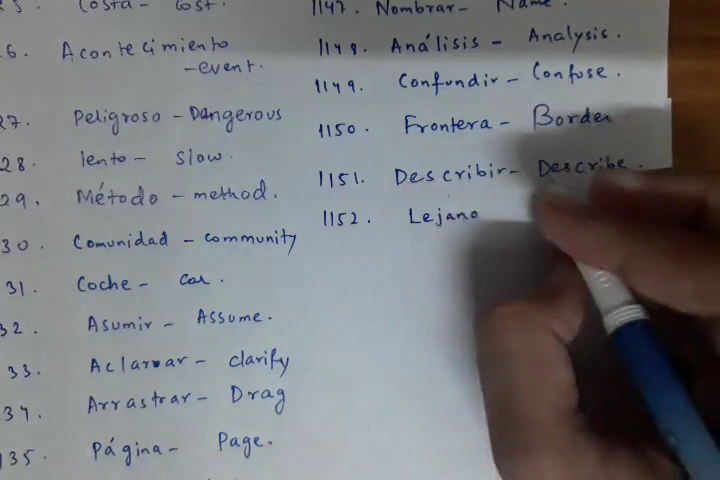 25. Costa - Cost.
26. Acontecimiento
-event.
27. Peligroso - Dangerous
28. lento - slow.
29. Método - method.
30. Comunidad - community
31. Coche - car.
32. Asumir - Assume.
33. Aclarar - clarify
34. Arrastrar - Drag
135. Página - Page.
1147. Nombrar - Name.
1148. Análisis - Analysis.
1149. Confundir - Confuse.
1150. Frontera - Border
1151. Describir - Describe.
1152. Lejano